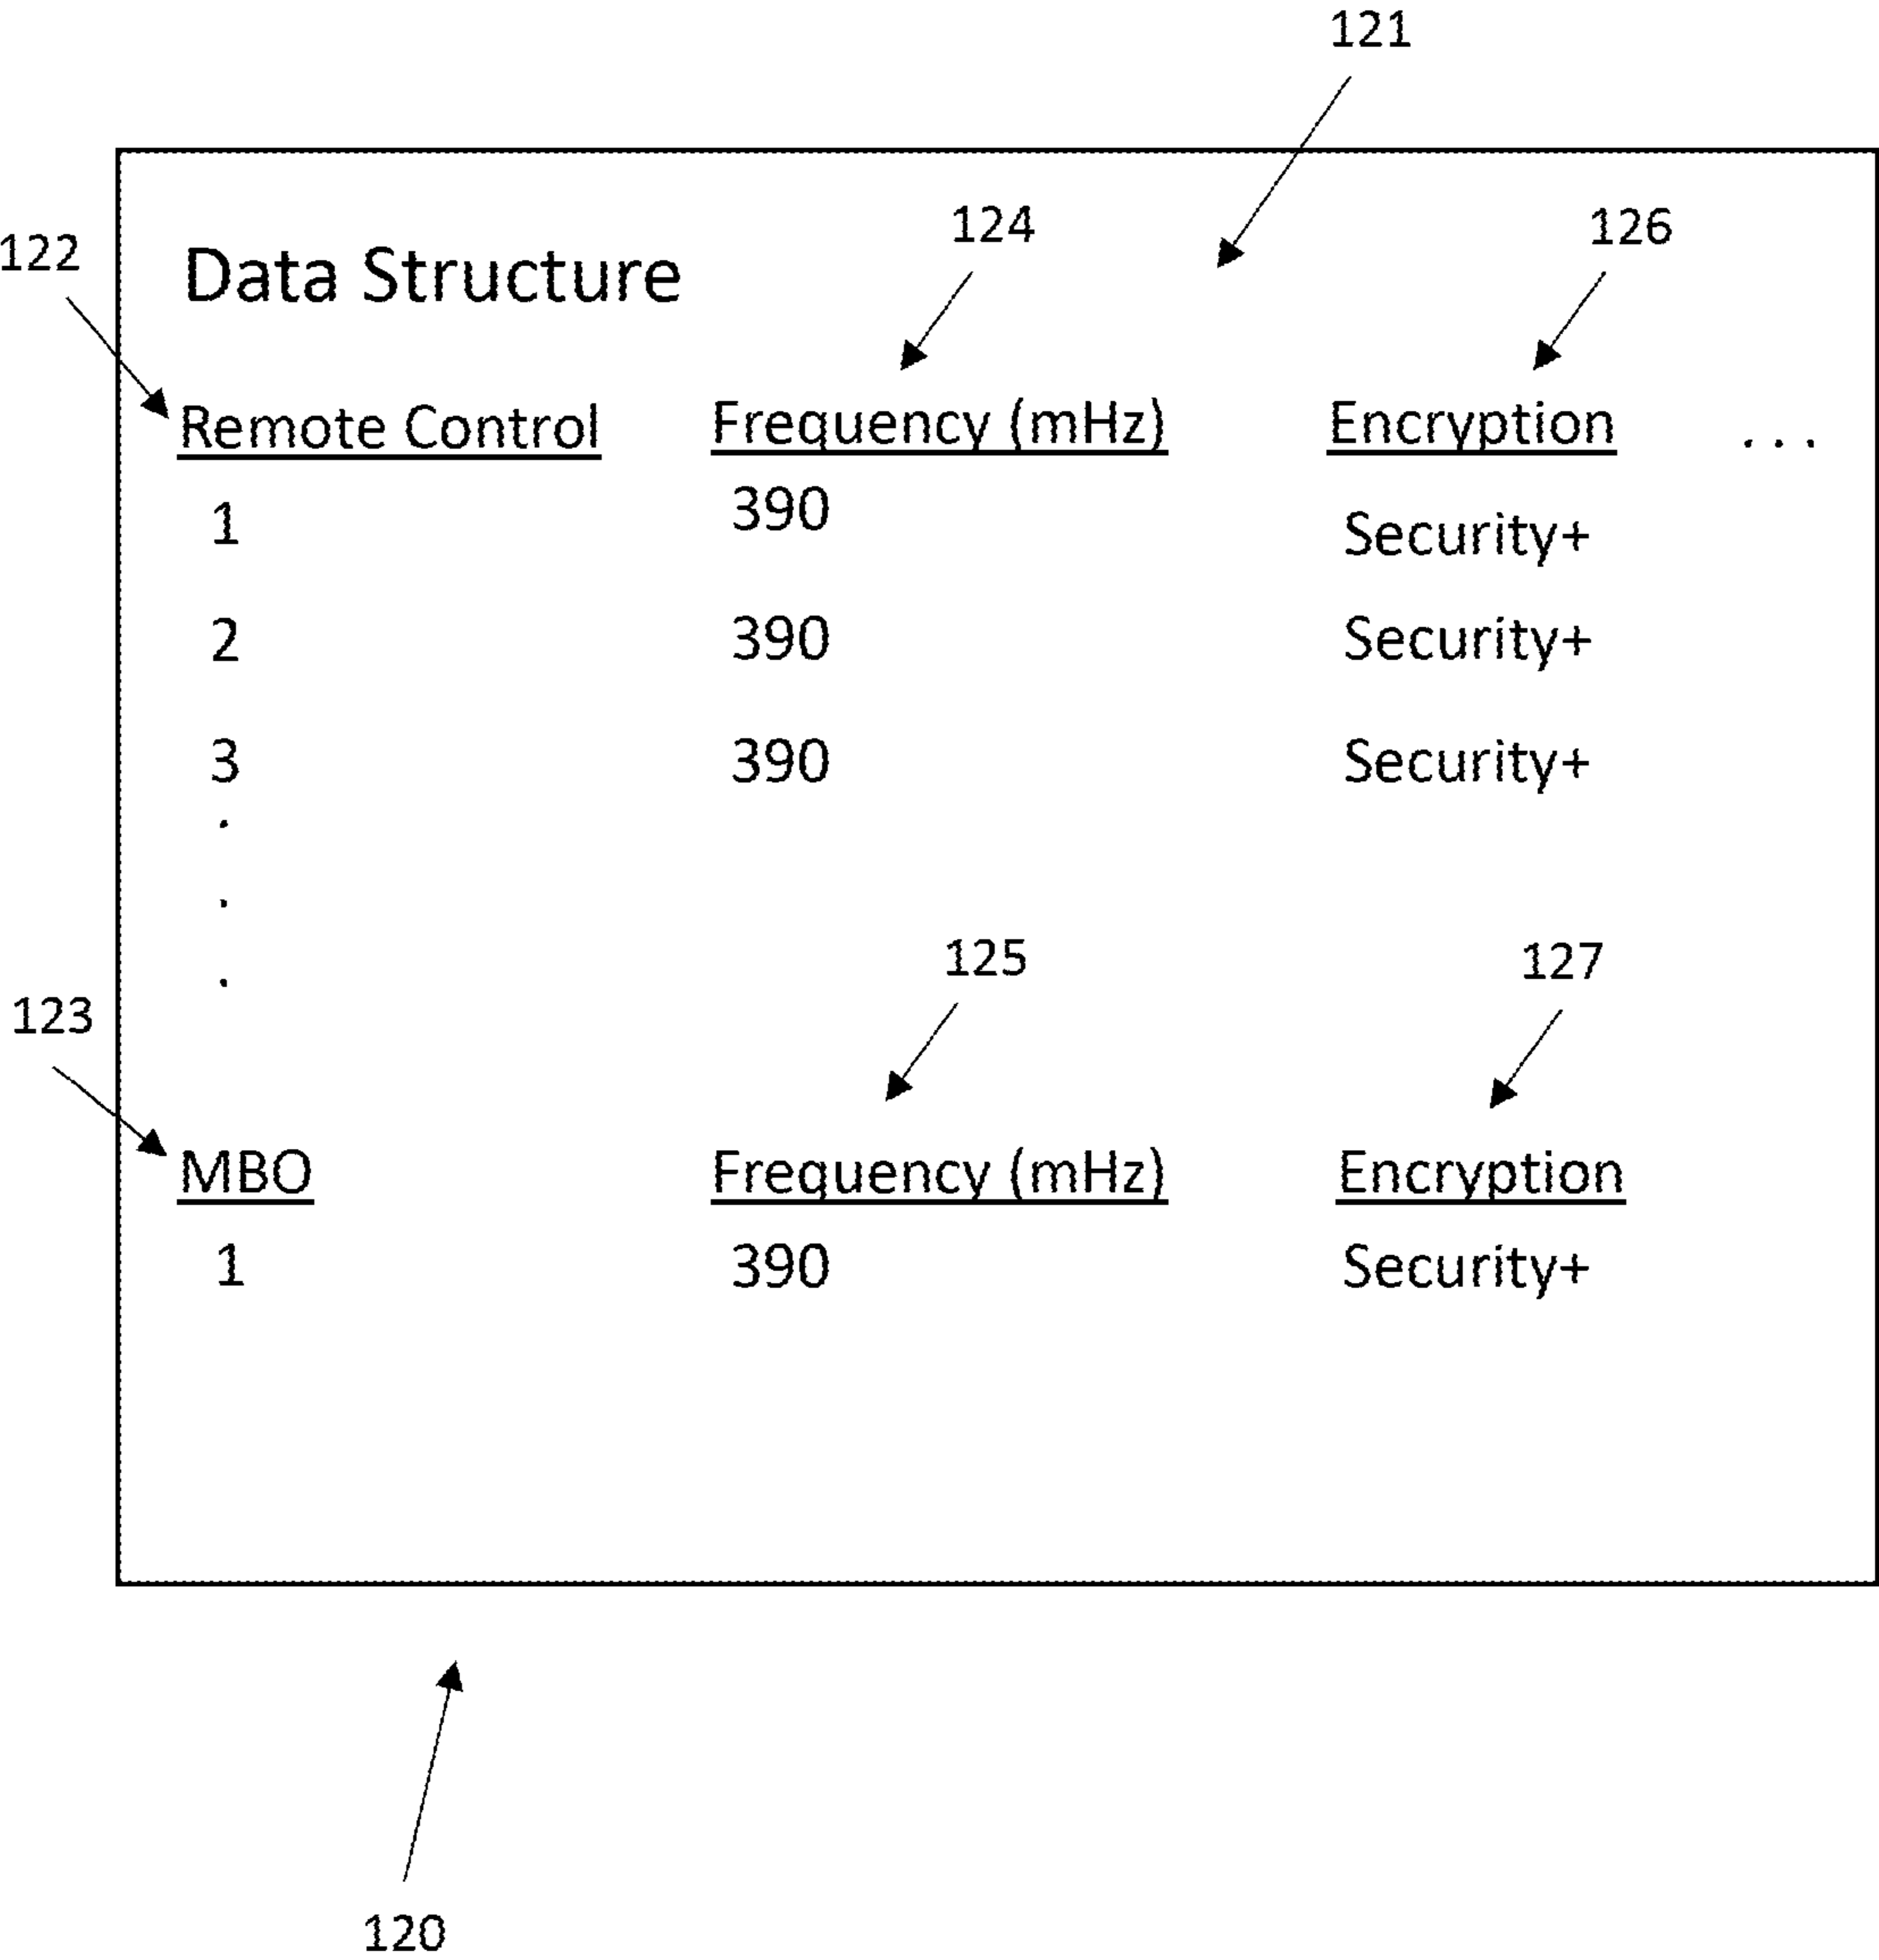 121
122
124
126
Data Structure
Remote Control Frequency (mHz) Encryption . . .
1 390 Security+
2 390 Security+
3 390 Security+
.
.
.
125
127
123
MBO Frequency (mHz) Encryption
1 390 Security+
120